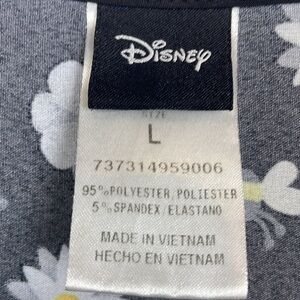 Disney
SIZE
L
737314959006
95%POLYESTER/POLIESTER
5%SPANDEX/ELASTANO
MADE IN VIETNAM
HECHO EN VIETNAM